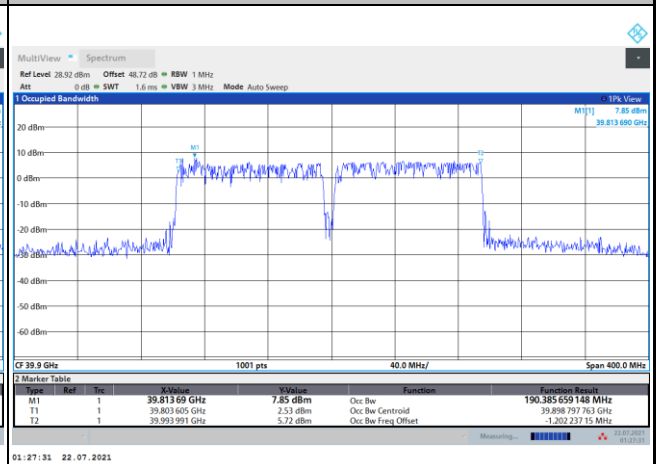 MultiView Spectrum
Ref Level 28.92 dBm Offset 48.72 dB RBW 1 MHz
Att 0 dB SWT 1.6 ms VBW 3 MHz Mode Auto Sweep
1 Occupied Bandwidth 1Pk View
M1[1] 7.85 dBm
39.813 690 GHz
20 dBm
M1
10 dBm
T1
T2
0 dBm
-10 dBm
-20 dBm
-30 dBm
-40 dBm
-50 dBm
-60 dBm
CF 39.9 GHz 1001 pts 40.0 MHz/ Span 400.0 MHz
2 Marker Table
Type Ref Trc X-Value Y-Value Function Function Result
M1 1 39.813 69 GHz 7.85 dBm Occ Bw 190.385 659 148 MHz
T1 1 39.803 605 GHz 2.53 dBm Occ Bw Centroid 39.898 797 763 GHz
T2 1 39.993 991 GHz 5.72 dBm Occ Bw Freq Offset -1.202 237 15 MHz
Measuring... 22.07.2021
01:27:31
01:27:31 22.07.2021